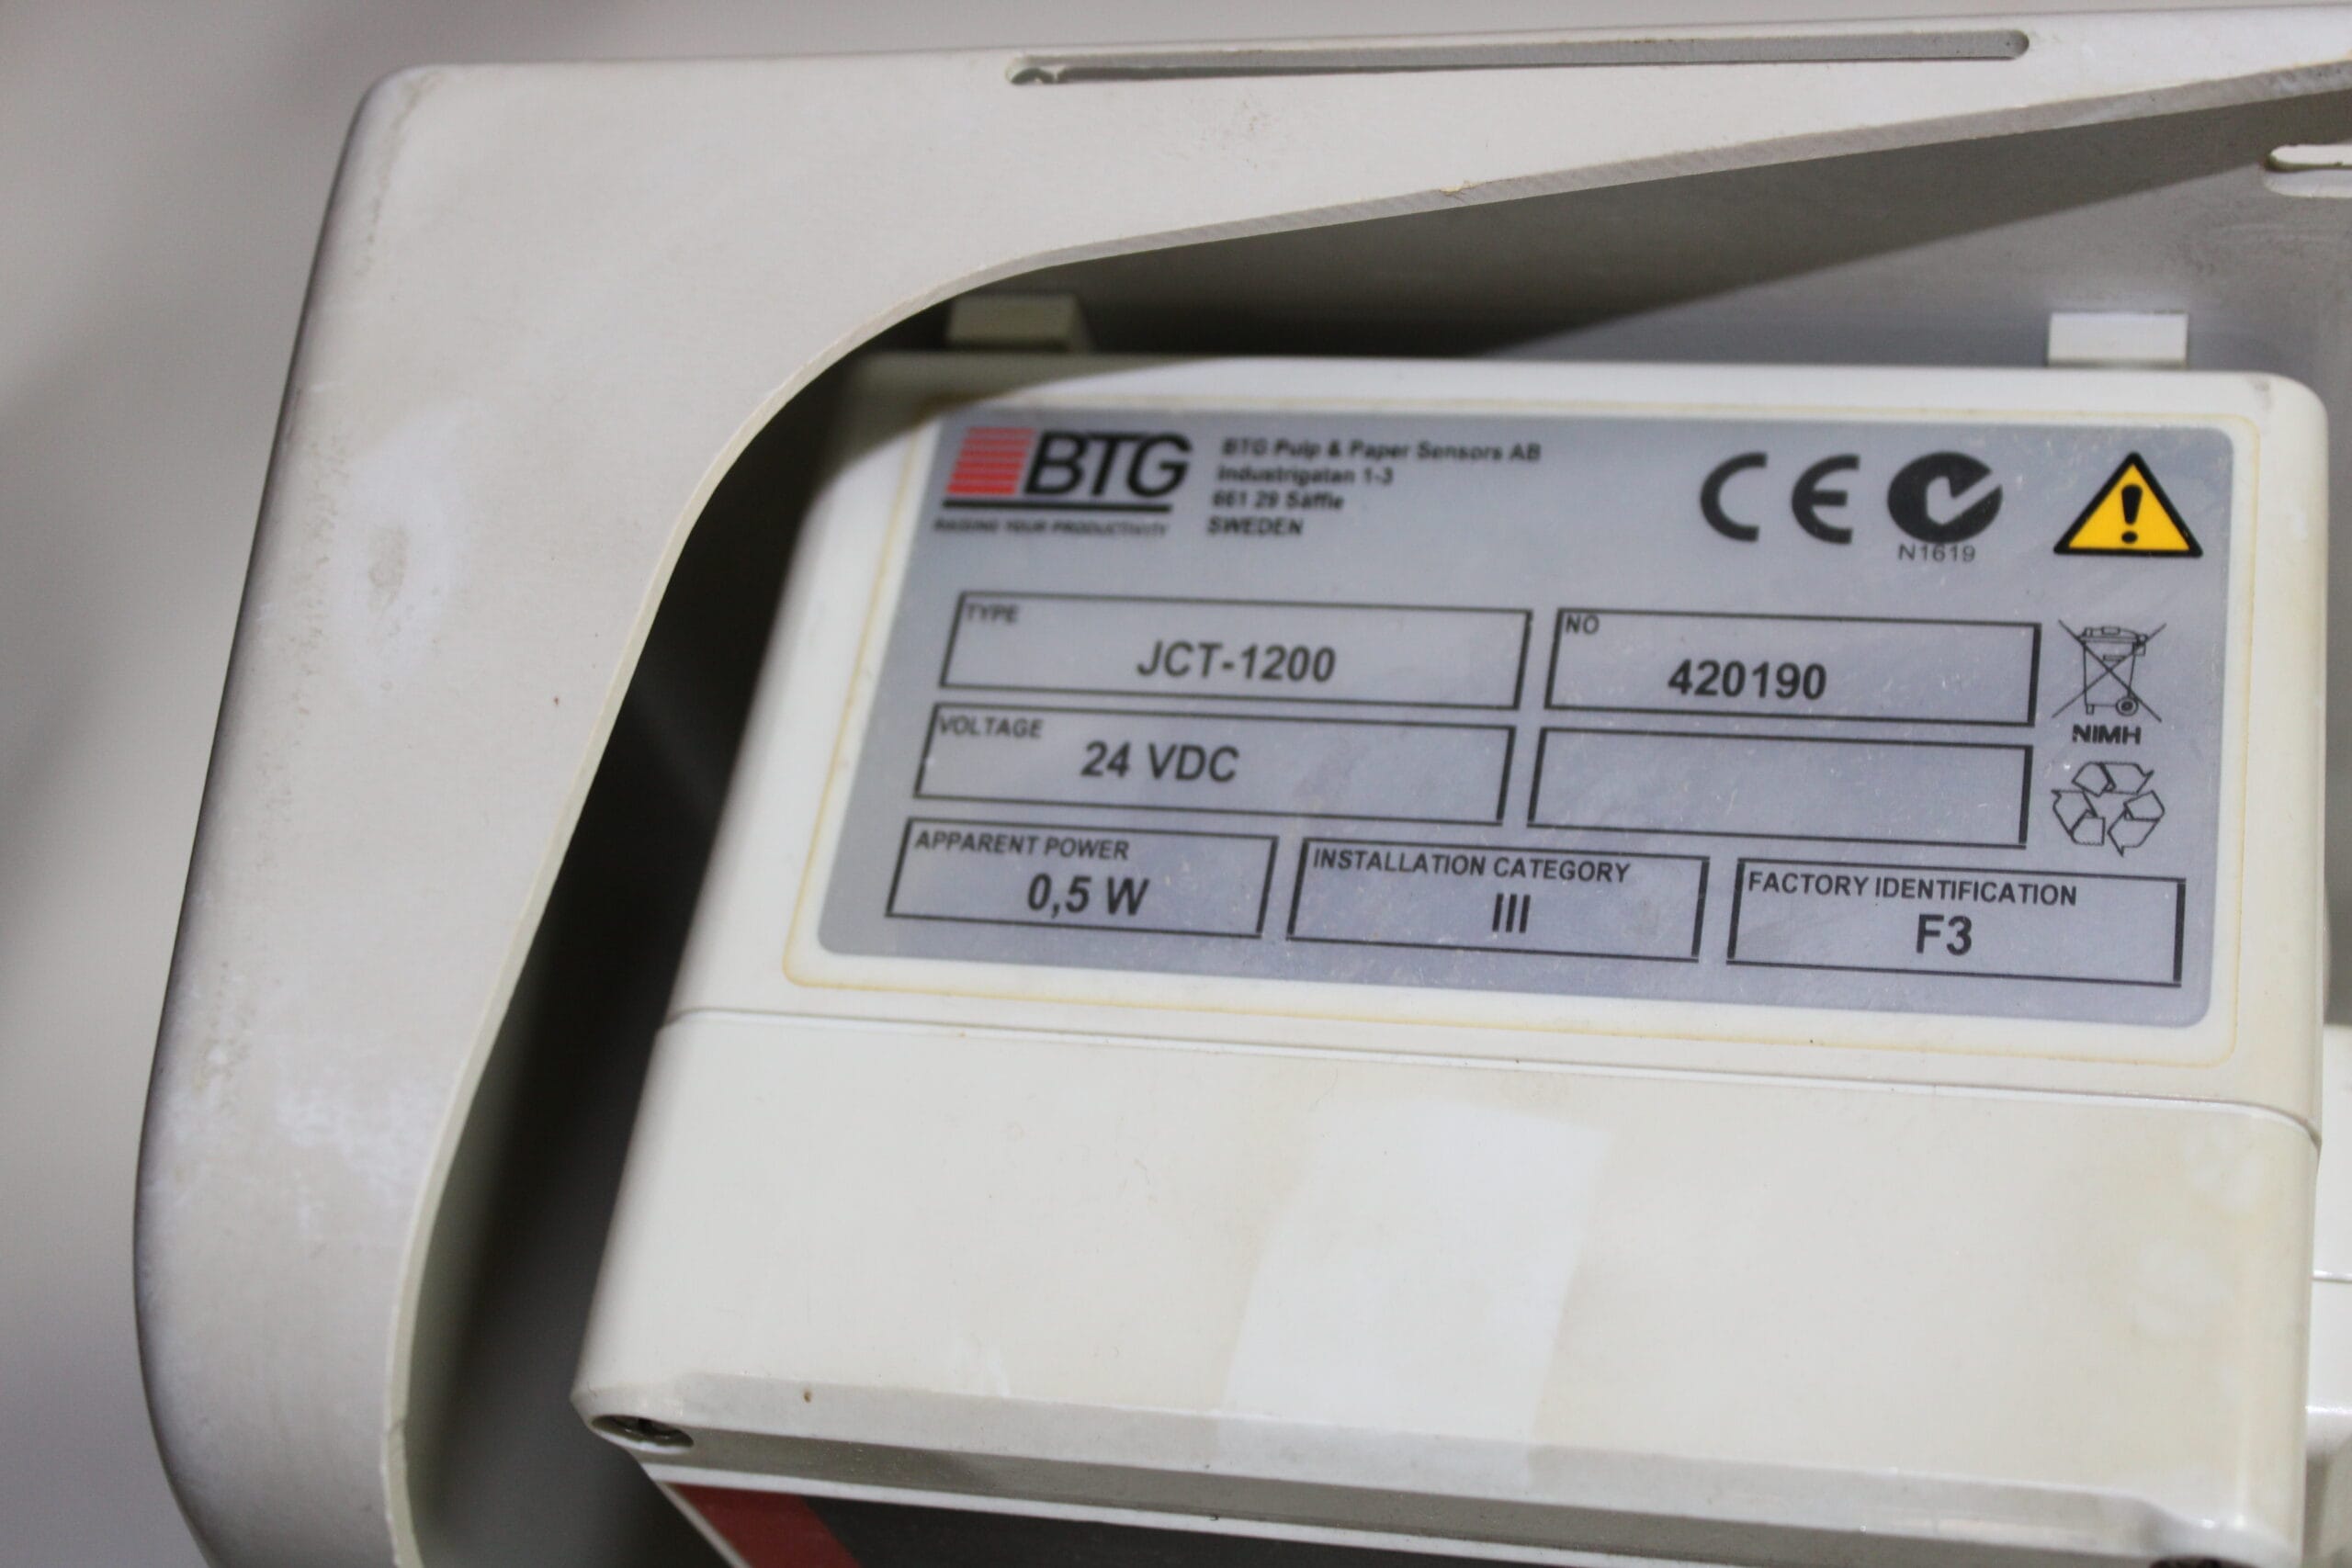 BTG
RAISING YOUR PRODUCTIVITY
BTG Pulp & Paper Sensors AB
Industrigatan 1-3
661 29 Säffle
SWEDEN
CE
N1619
TYPE
JCT-1200
NO
420190
NIMH
VOLTAGE
24 VDC
APPARENT POWER
0,5 W
INSTALLATION CATEGORY
III
FACTORY IDENTIFICATION
F3